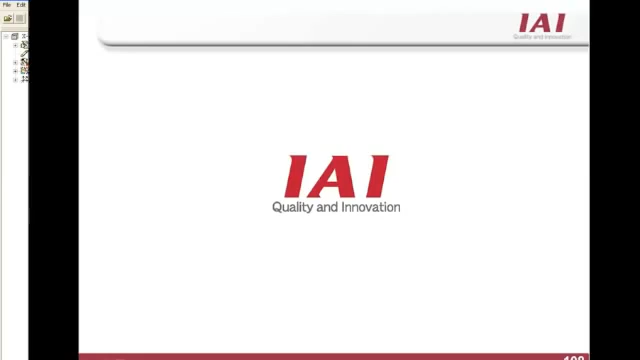 File Edit
IAI
Quality and Innovation
IAI
Quality and Innovation